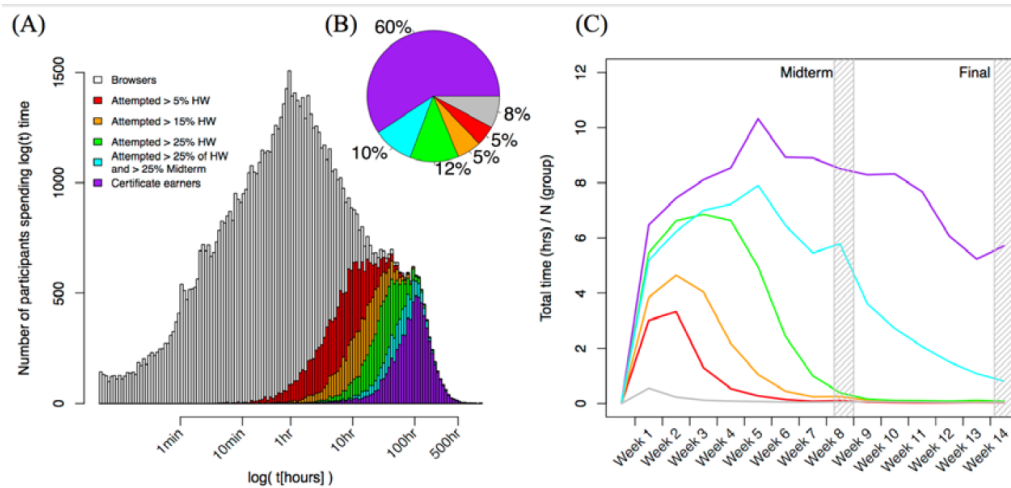 (A)
(B)
(C)
Number of participants spending log(t) time
1500
1000
500
0
Browsers
Attempted > 5% HW
Attempted > 15% HW
Attempted > 25% HW
Attempted > 25% of HW
and > 25% Midterm
Certificate earners
1min
10min
1hr
10hr
100hr
500hr
log( t[hours] )
60%
8%
5%
5%
12%
10%
Total time (hrs) / N (group)
12
10
8
6
4
2
0
Midterm
Final
Week 1
Week 2
Week 3
Week 4
Week 5
Week 6
Week 7
Week 8
Week 9
Week 10
Week 11
Week 12
Week 13
Week 14